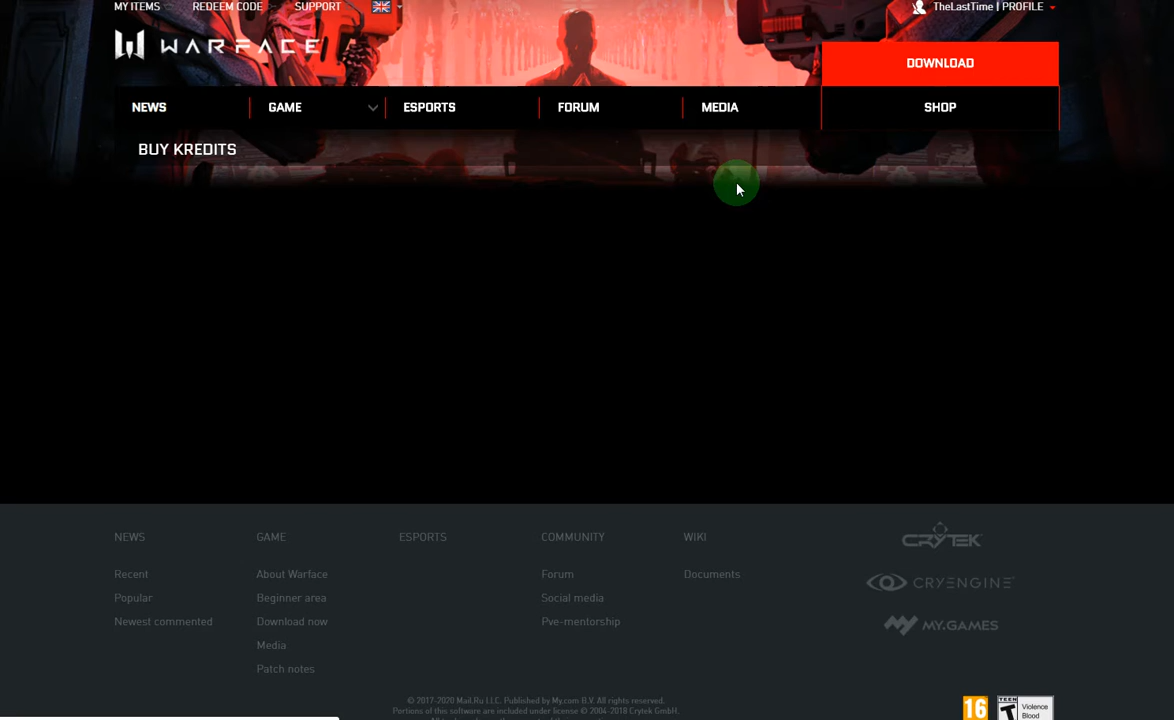 MY ITEMS REDEEM CODE SUPPORT TheLastTime | PROFILE
WARFACE
DOWNLOAD
NEWS GAME ESPORTS FORUM MEDIA SHOP
BUY KREDITS
NEWS GAME ESPORTS COMMUNITY WIKI
CRYTEK
Recent About Warface Forum Documents
CRYENGINE
Popular Beginner area Social media
Newest commented Download now Pve-mentorship
MY.GAMES
Media
Patch notes
© 2017-2020 Mail.Ru LLC. Published by My.com B.V. All rights reserved.
Portions of this software are included under license © 2004-2018 Crytek GmbH.
16 TEEN T Violence
Blood